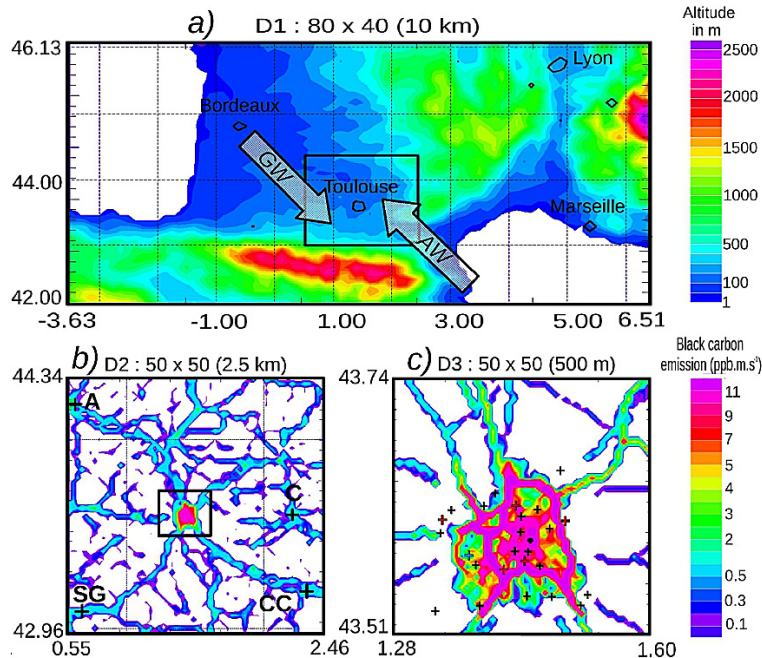 a)
D1 : 80 x 40 (10 km)
Altitude
in m
46.13
44.00
42.00
-3.63
-1.00
1.00
3.00
5.00
6.51
Lyon
Bordeaux
GW
Toulouse
AW
Marseille
2500
2000
1500
1000
500
100
1
b)
D2 : 50 x 50 (2.5 km)
44.34
42.96
0.55
2.46
A
C
SG
CC
c)
D3 : 50 x 50 (500 m)
43.74
43.51
1.28
1.60
Black carbon
emission (ppb.m.s⁻¹)
11
9
7
5
4
3
2
1
0.5
0.3
0.1